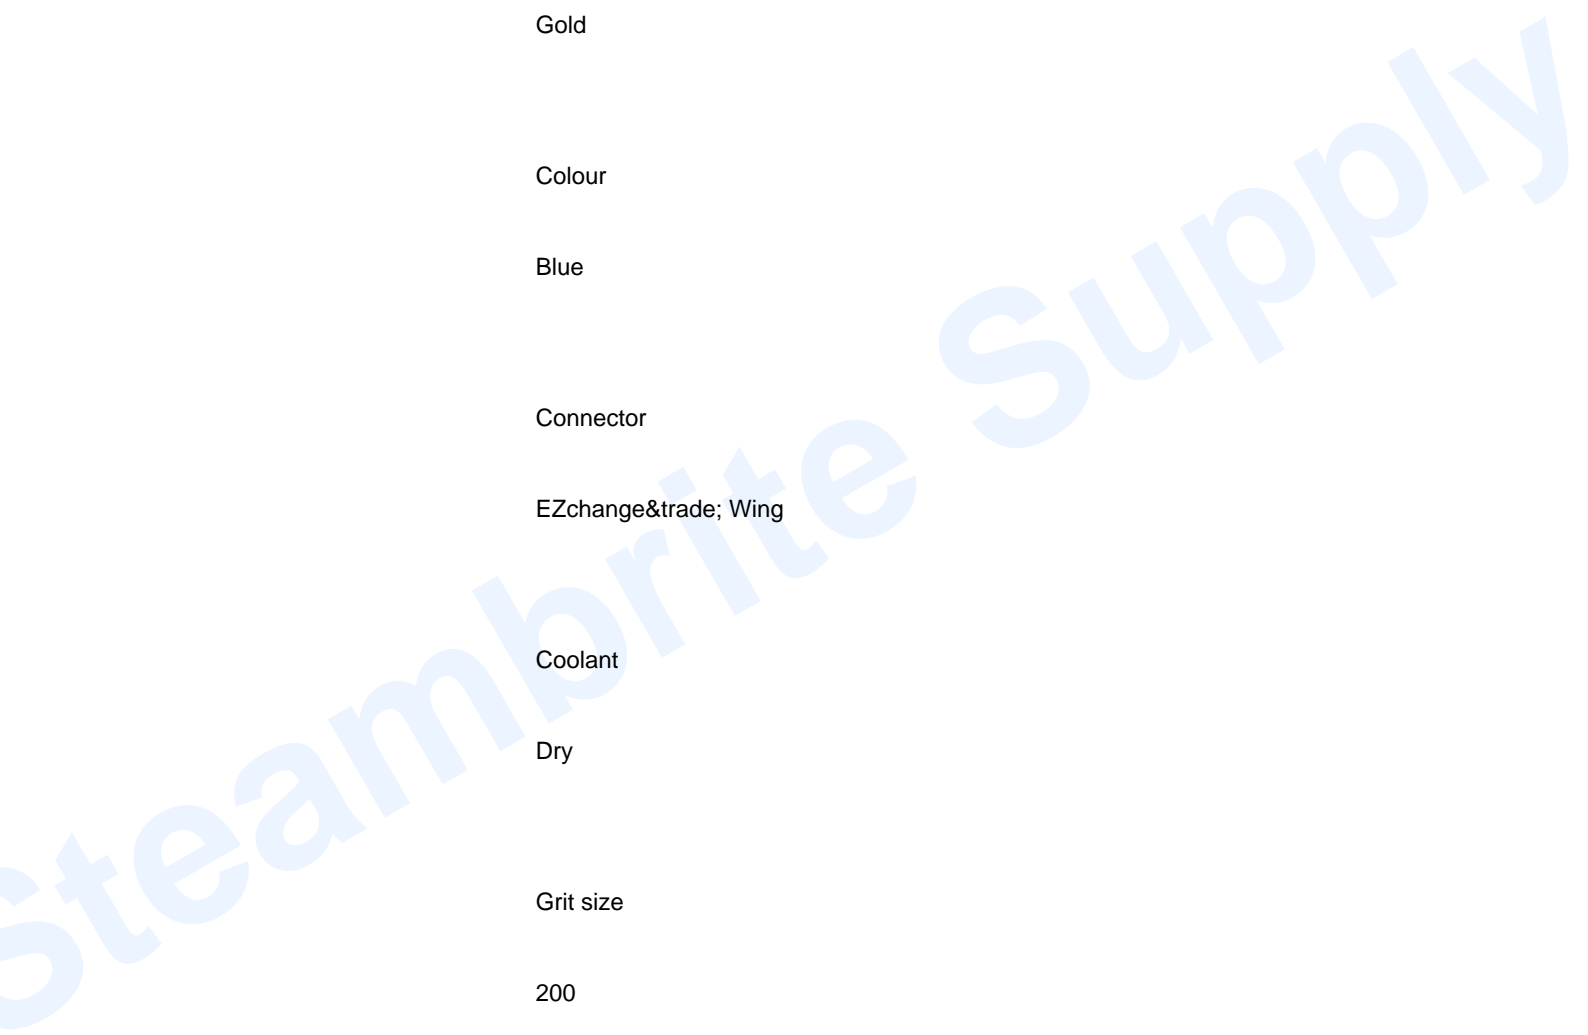 Gold
Colour
Blue
Connector
EZchange&trade; Wing
Coolant
Dry
Grit size
200
Steambrite Supply